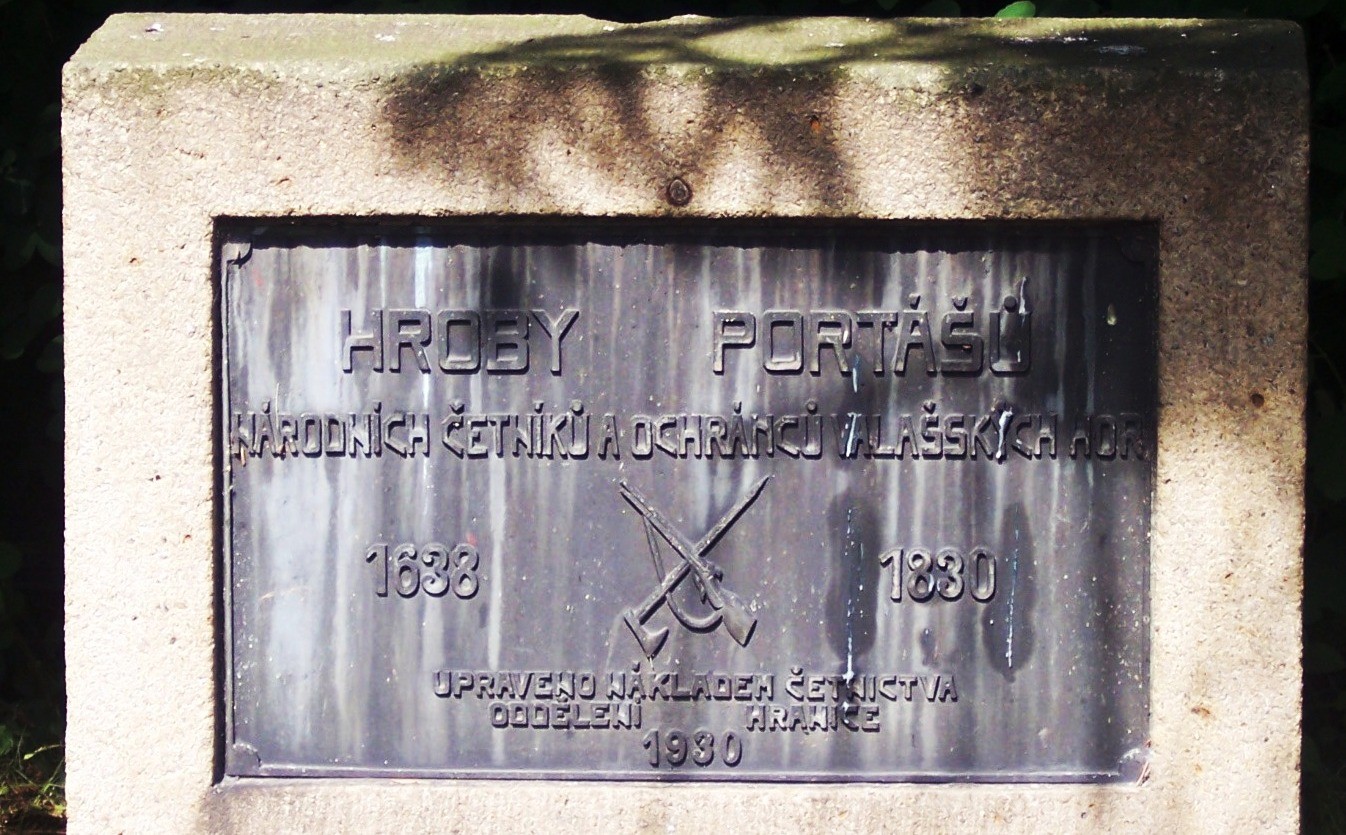 HROBY PORTÁŠŮ
NÁRODNÍCH ČETNÍKŮ A OCHRÁNCŮ VALAŠSKÝCH HOR
1638 1830
UPRAVENO NÁKLADEM ČETNICTVA
ODDĚLENÍ HRANICE
1930